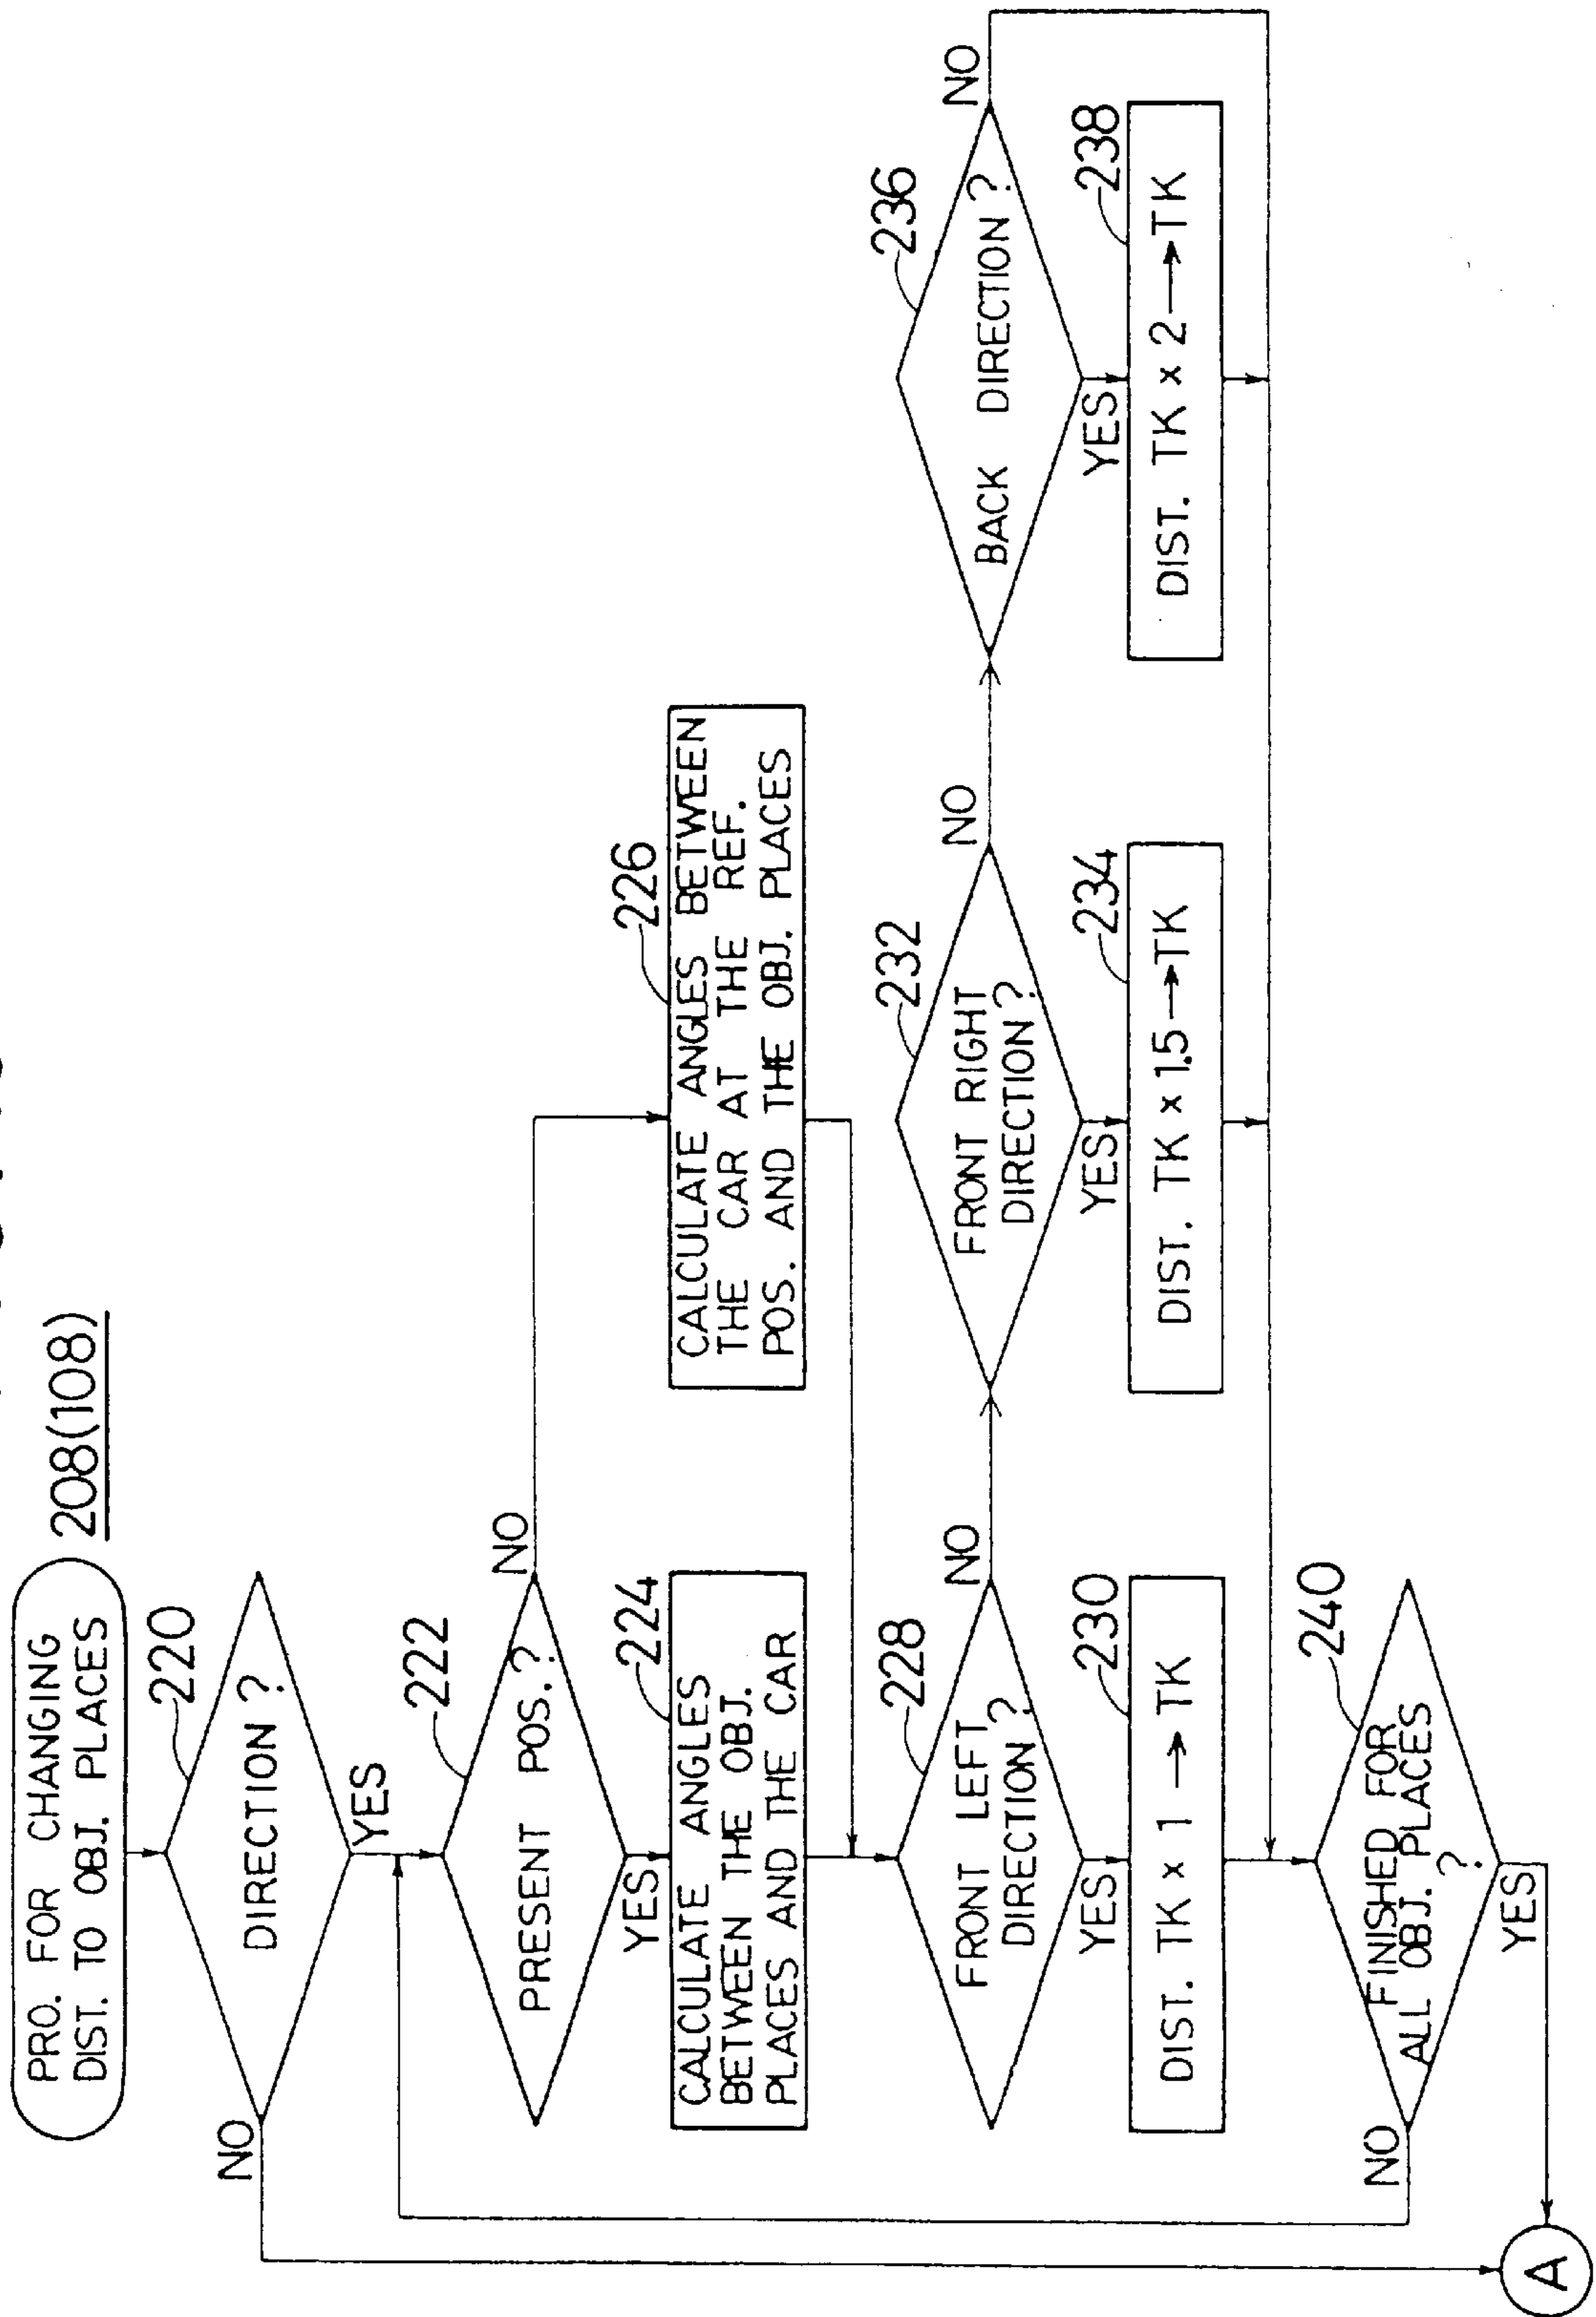 208(108)
PRO. FOR CHANGING
DIST. TO OBJ. PLACES
220
DIRECTION ?
NO
YES
222
PRESENT POS. ?
NO
YES
224
CALCULATE ANGLES
BETWEEN THE OBJ.
PLACES AND THE CAR
226
CALCULATE ANGLES BETWEEN
THE CAR AT THE REF.
POS. AND THE OBJ. PLACES
228
FRONT LEFT
DIRECTION ?
NO
YES
230
DIST. TK x 1 → TK
232
FRONT RIGHT
DIRECTION ?
NO
YES
234
DIST. TK x 1.5 → TK
236
BACK DIRECTION ?
NO
YES
238
DIST. TK x 2 → TK
240
FINISHED FOR
ALL OBJ. PLACES
?
NO
YES
A